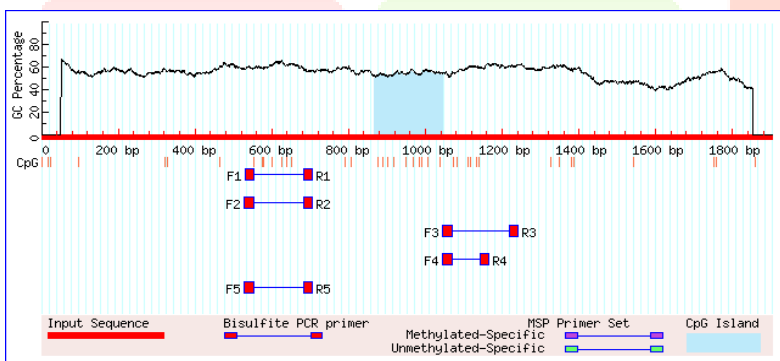 GC Percentage
80
60
40
20
0
0 200 bp 400 bp 600 bp 800 bp 1000 bp 1200 bp 1400 bp 1600 bp 1800 bp
CpG
F1 R1
F2 R2
F3 R3
F4 R4
F5 R5
Input Sequence Bisulfite PCR primer MSP Primer Set CpG Island
Methylated-Specific
Unmethylated-Specific